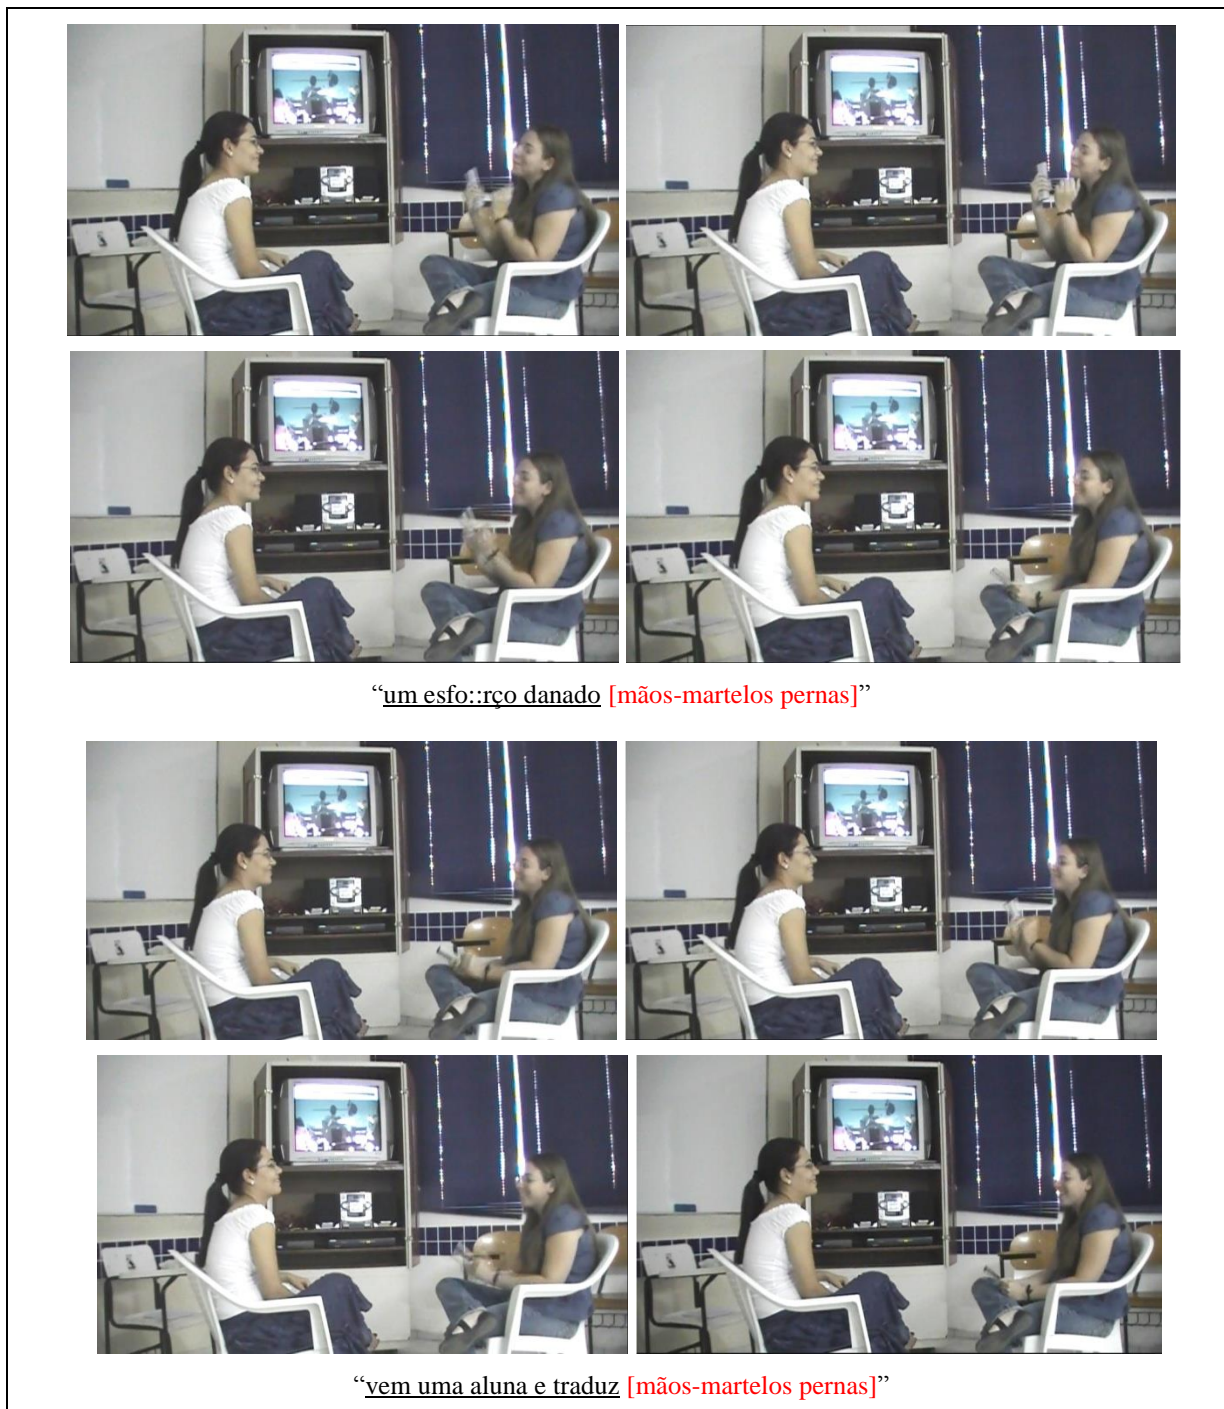 “um esfo::rço danado [mãos-martelos pernas]”
“vem uma aluna e traduz [mãos-martelos pernas]”